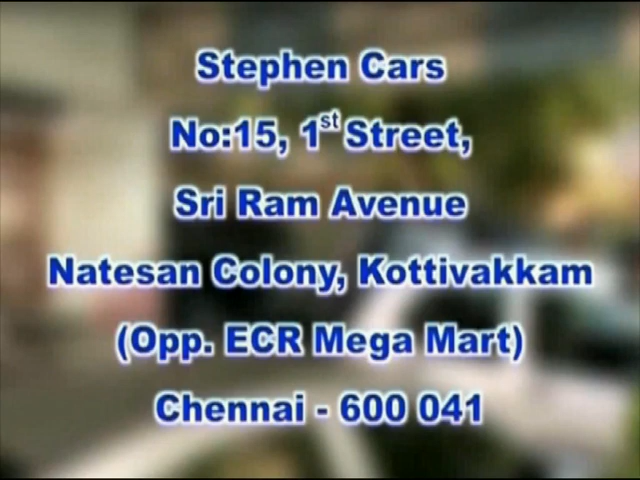 Stephen Cars
No:15, 1st Street,
Sri Ram Avenue
Natesan Colony, Kottivakkam
(Opp. ECR Mega Mart)
Chennai - 600 041